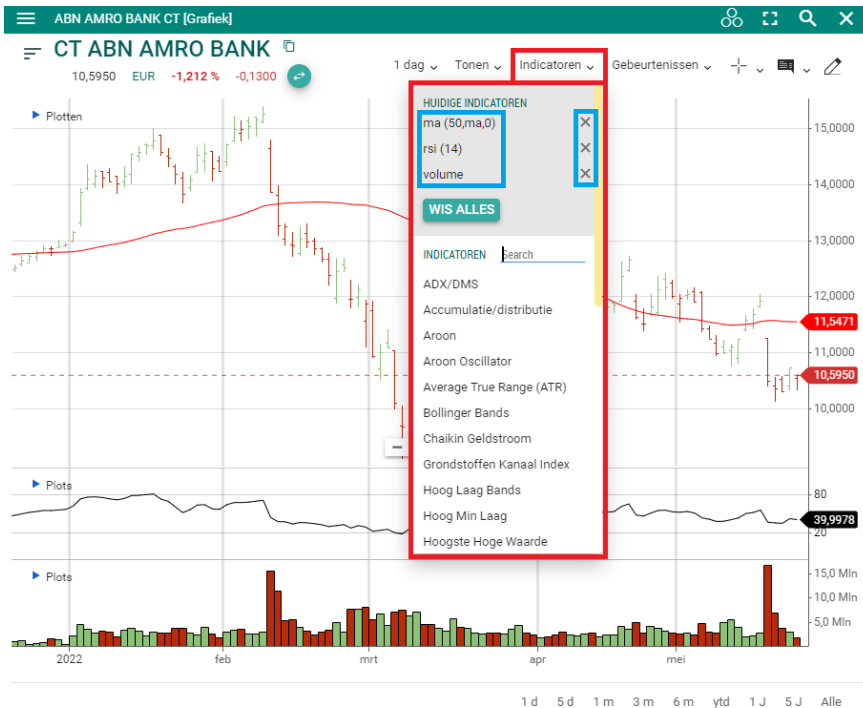 ABN AMRO BANK CT [Grafiek]
CT ABN AMRO BANK
10,5950 EUR -1,212 % -0,1300
1 dag Tonen Indicatoren Gebeurtenissen
HUIDIGE INDICATOREN
ma (50,ma,0)
rsi (14)
volume
WIS ALLES
INDICATOREN Search
ADX/DMS
Accumulatie/distributie
Aroon
Aroon Oscillator
Average True Range (ATR)
Bollinger Bands
Chaikin Geldstroom
Grondstoffen Kanaal Index
Hoog Laag Bands
Hoog Min Laag
Hoogste Hoge Waarde
Plotten
15,0000
14,0000
13,0000
12,0000
11,5471
11,0000
10,5950
10,0000
Plots
80
39,9978
20
Plots
15,0 Mln
10,0 Mln
5,0 Mln
2022 feb mrt apr mei
1 d 5 d 1 m 3 m 6 m ytd 1 J 5 J Alle